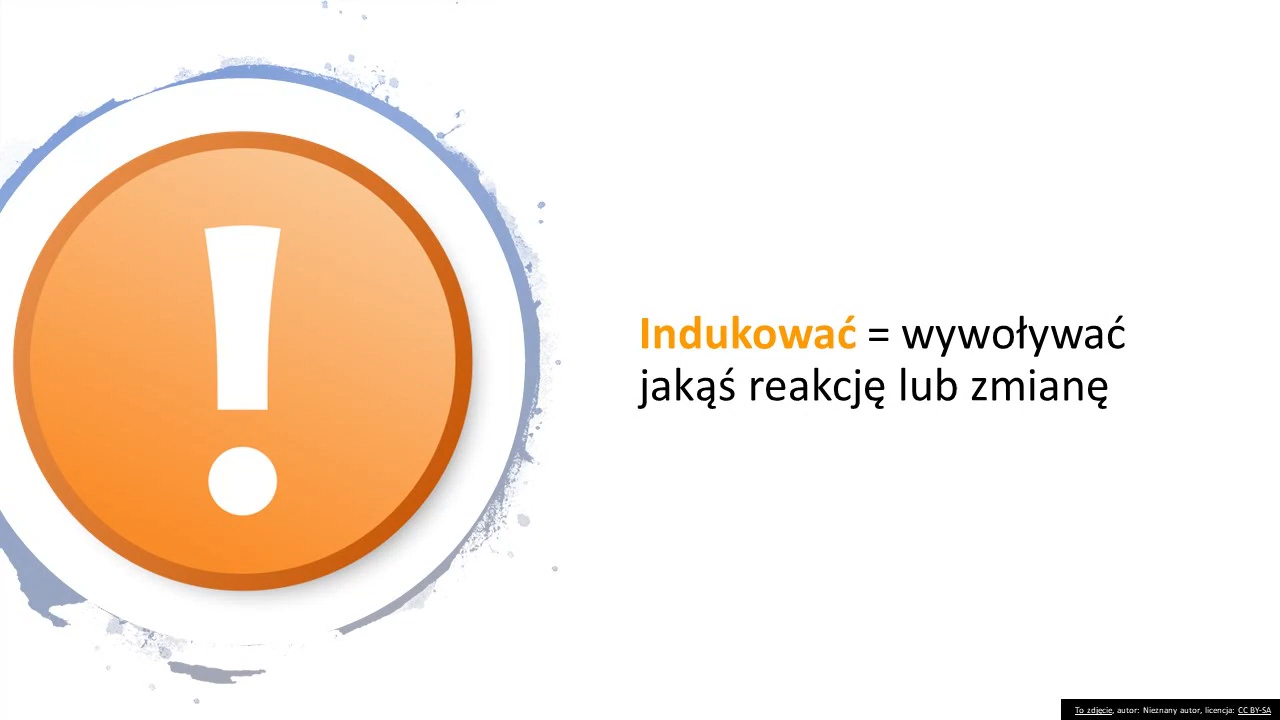 Indukować = wywoływać
jakąś reakcję lub zmianę
To zdjęcie, autor: Nieznany autor, licencja: CC BY-SA